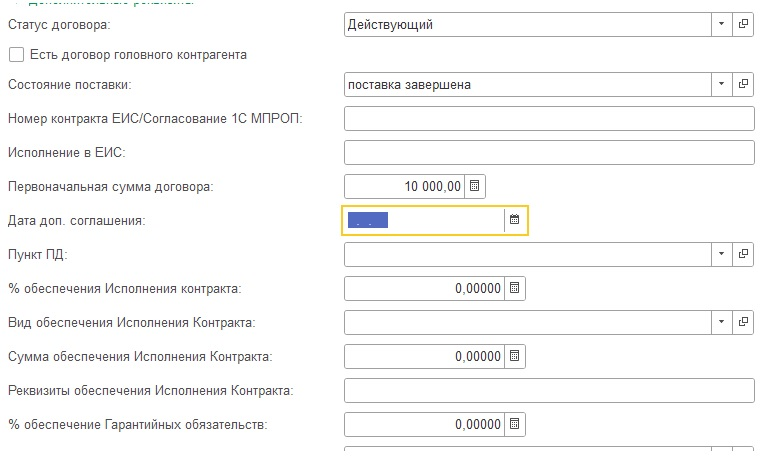 Дополнительные реквизиты
Статус договора: Действующий
Есть договор головного контрагента
Состояние поставки: поставка завершена
Номер контракта ЕИС/Согласование 1С МПРОП:
Исполнение в ЕИС:
Первоначальная сумма договора: 10 000,00
Дата доп. соглашения: . .
Пункт ПД:
% обеспечения Исполнения контракта: 0,00000
Вид обеспечения Исполнения Контракта:
Сумма обеспечения Исполнения Контракта: 0,00000
Реквизиты обеспечения Исполнения Контракта:
% обеспечение Гарантийных обязательств: 0,00000